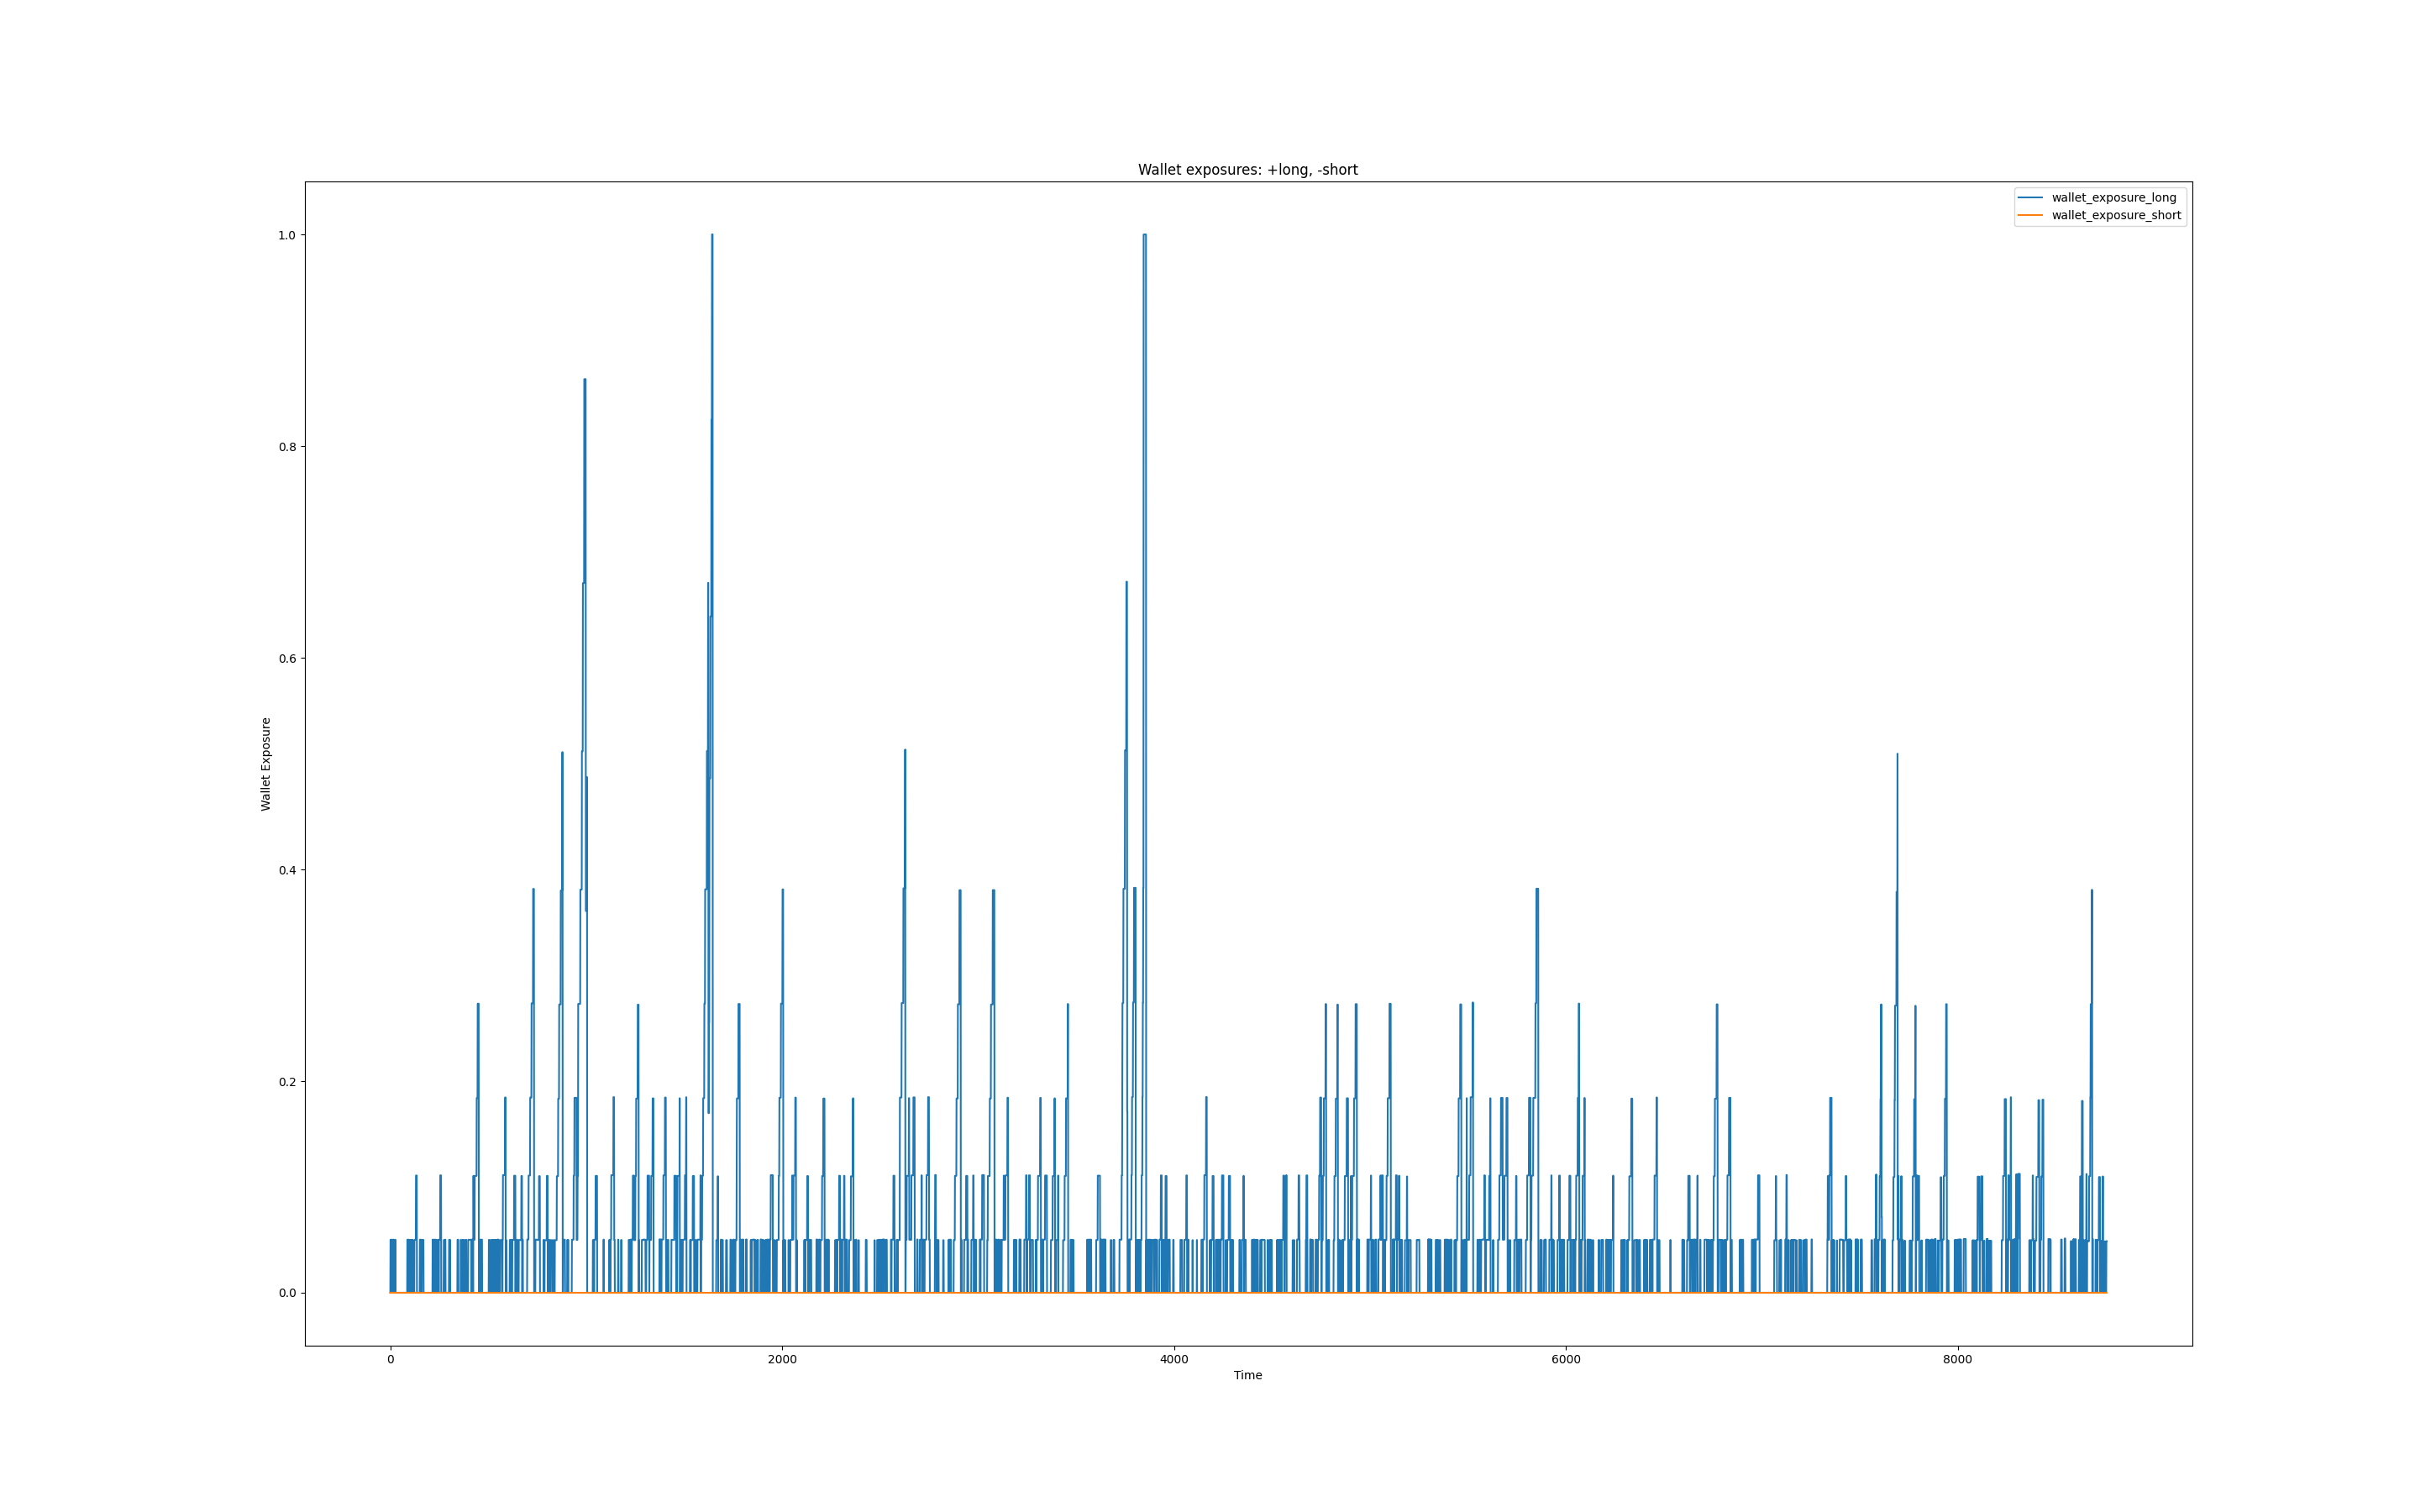 Wallet exposures: +long, -short
wallet_exposure_long
wallet_exposure_short
1.0
0.8
0.6
0.4
0.2
0.0
Wallet Exposure
0 2000 4000 6000 8000
Time